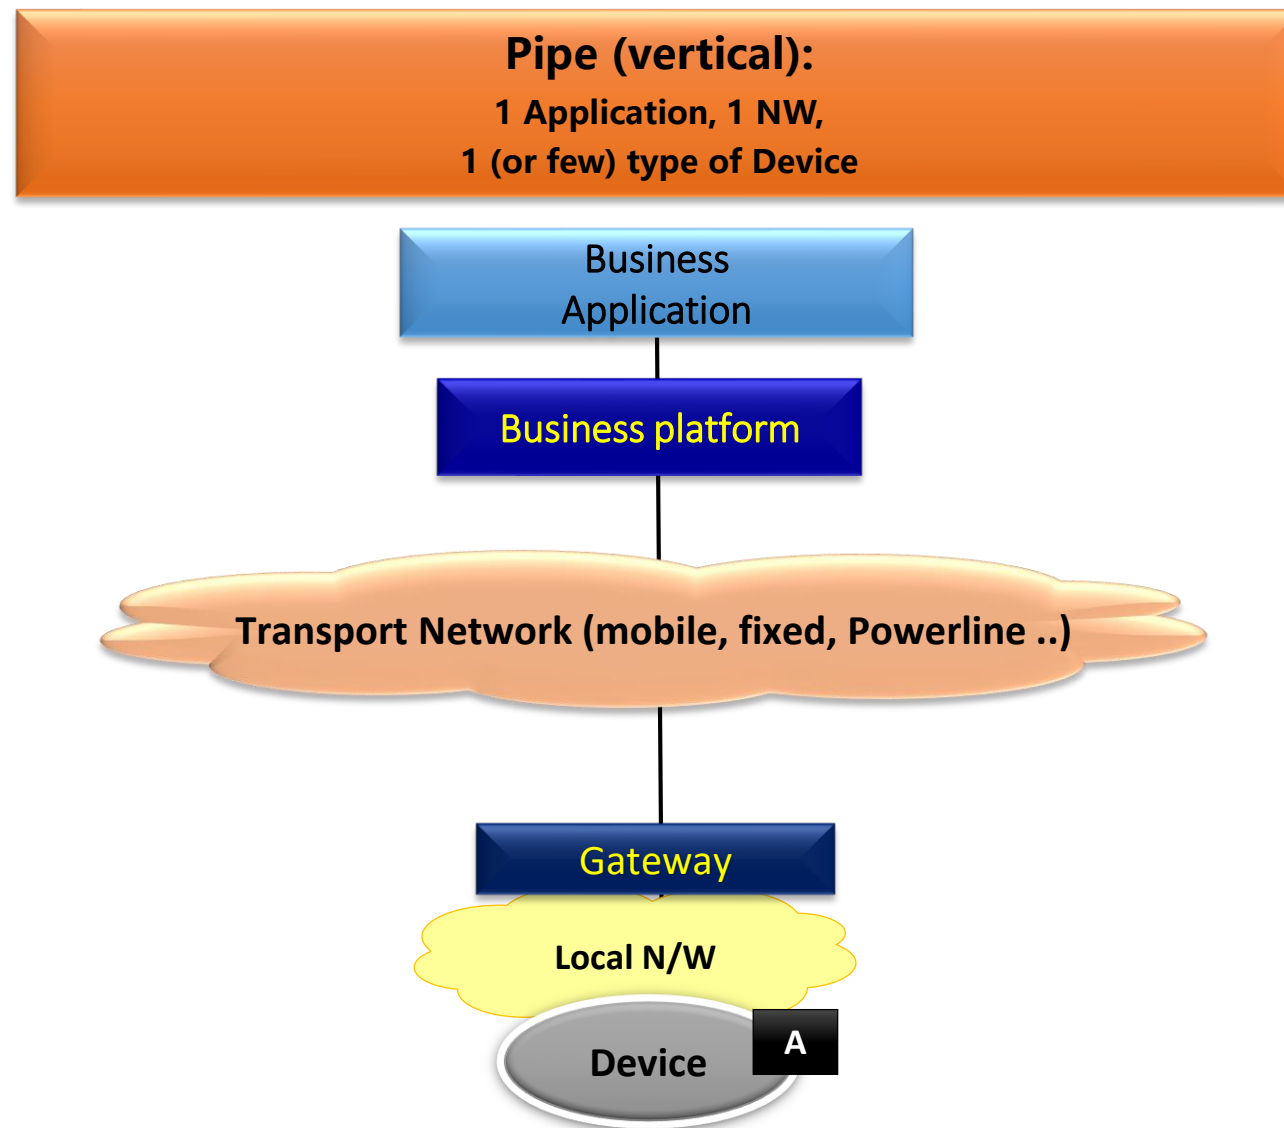 Pipe (vertical):
1 Application, 1 NW,
1 (or few) type of Device
Business
Application
Business platform
Transport Network (mobile, fixed, Powerline ..)
Gateway
Local N/W
A
Device